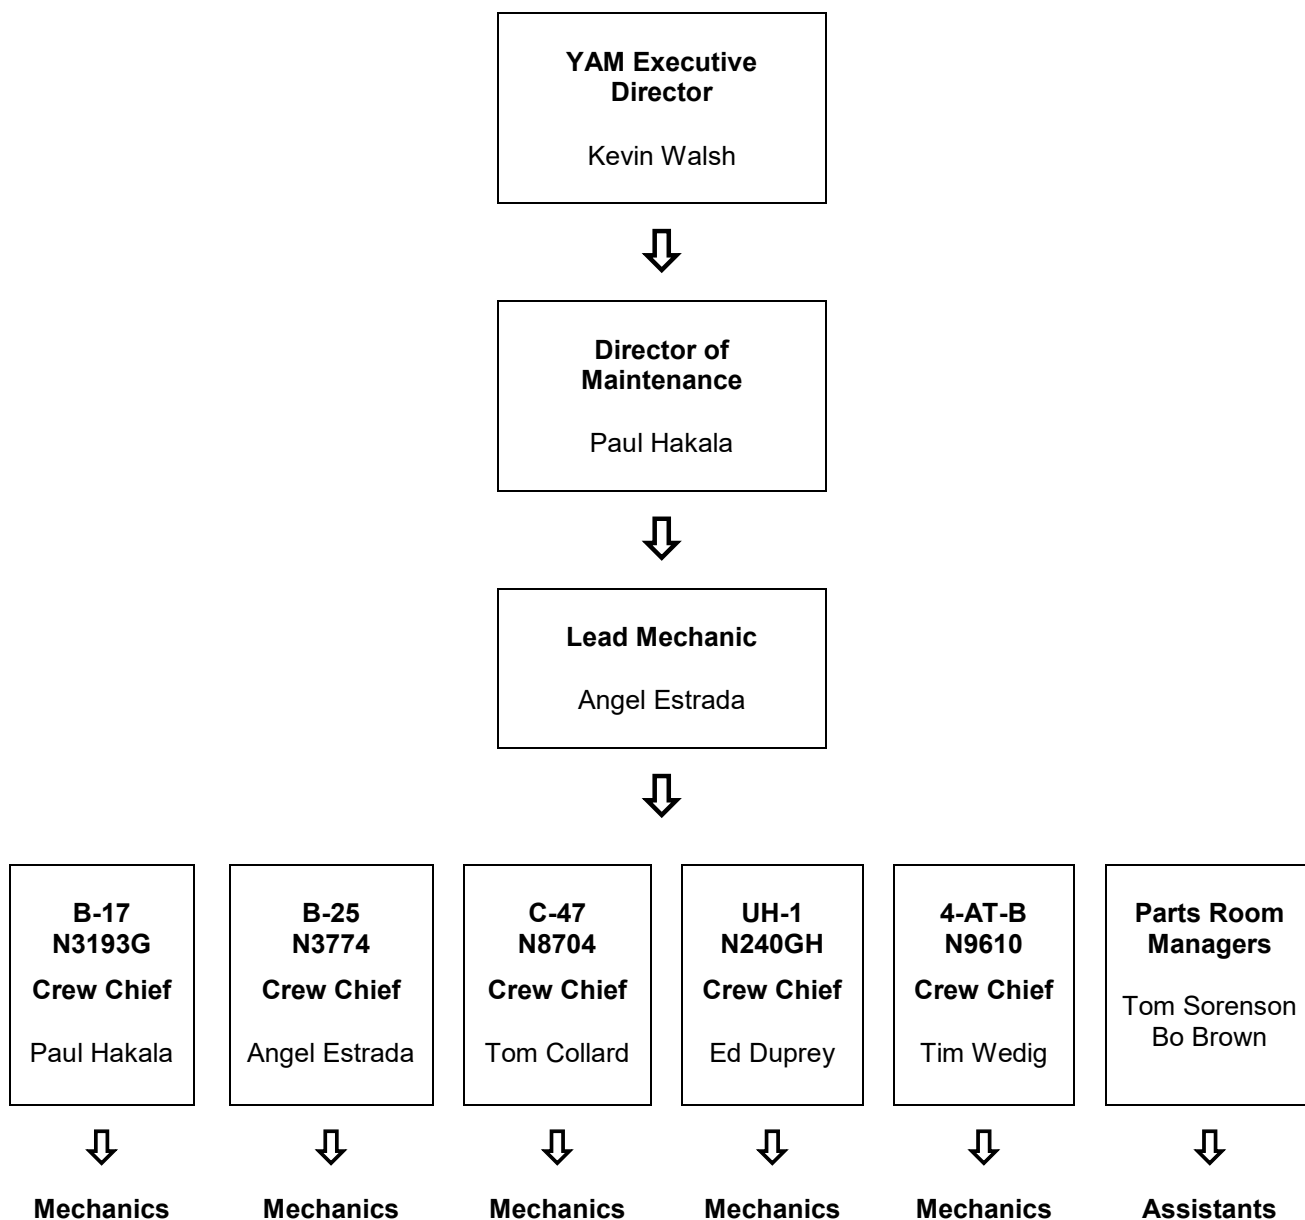 YAM Executive
Director
Kevin Walsh
Director of
Maintenance
Paul Hakala
Lead Mechanic
Angel Estrada
B-17
N3193G
Crew Chief
Paul Hakala
B-25
N3774
Crew Chief
Angel Estrada
C-47
N8704
Crew Chief
Tom Collard
UH-1
N240GH
Crew Chief
Ed Duprey
4-AT-B
N9610
Crew Chief
Tim Wedig
Parts Room
Managers
Tom Sorenson
Bo Brown
Mechanics
Mechanics
Mechanics
Mechanics
Mechanics
Assistants